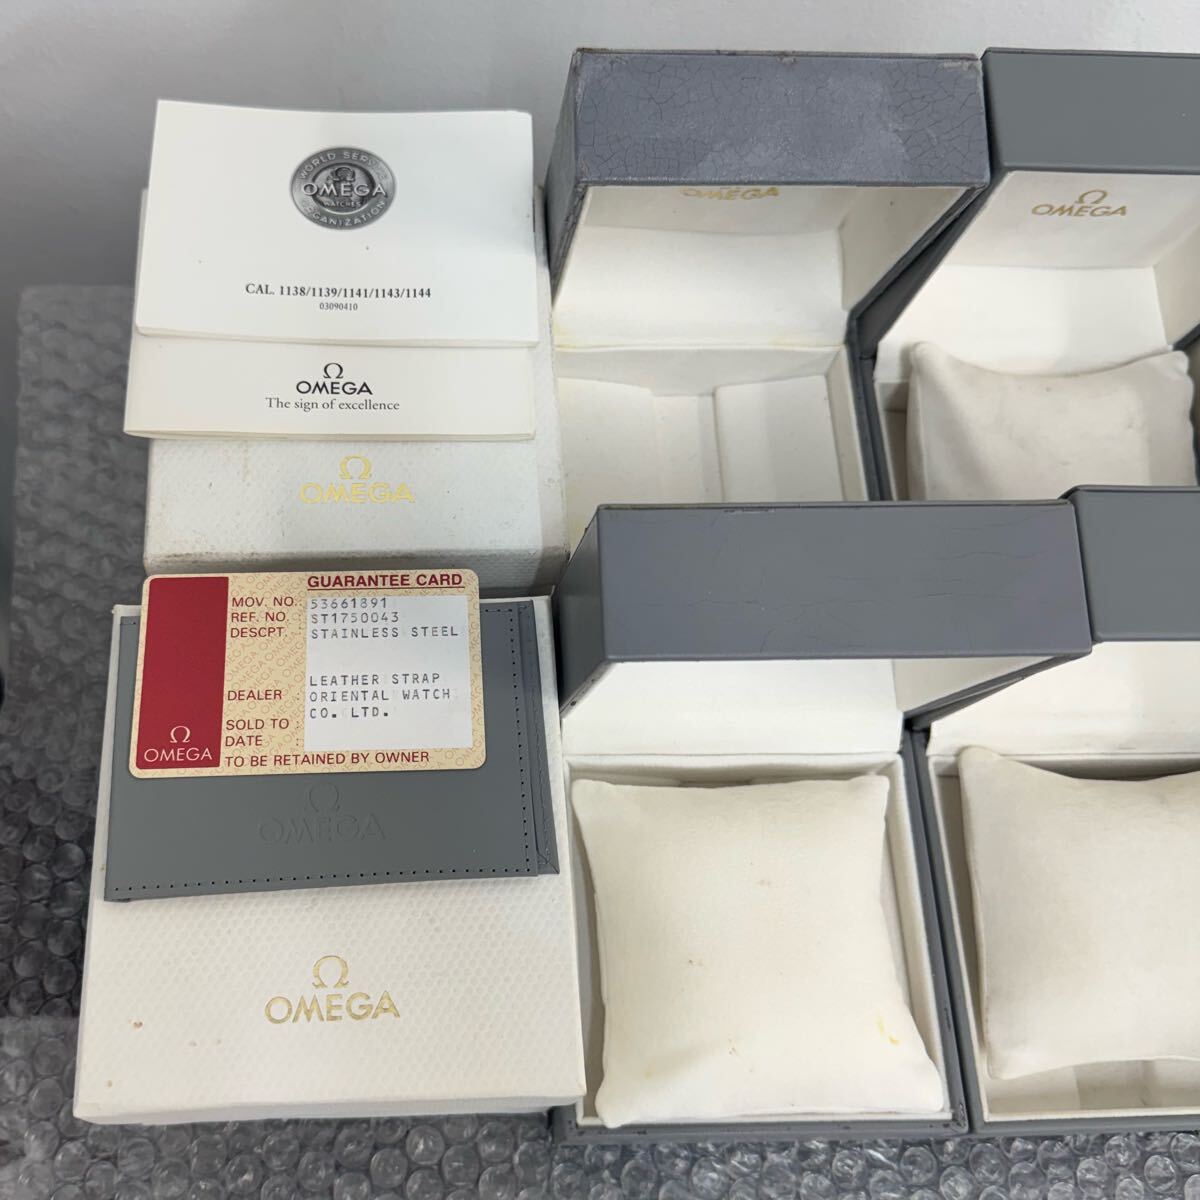 WORLD SERVICE
OMEGA
WATCHES
ORGANIZATION
CAL. 1138/1139/1141/1143/1144
03090410
Ω
OMEGA
The sign of excellence
Ω
OMEGA
OMEGA
Ω
OMEGA
GUARANTEE CARD
MOV. NO. 53661891
REF. NO. ST1750043
DESCPT. : STAINLESS STEEL
LEATHER STRAP
DEALER : ORIENTAL WATCH
CO. LTD.
SOLD TO :
DATE :
TO BE RETAINED BY OWNER
Ω
OMEGA
Ω
OMEGA
Ω
OMEGA